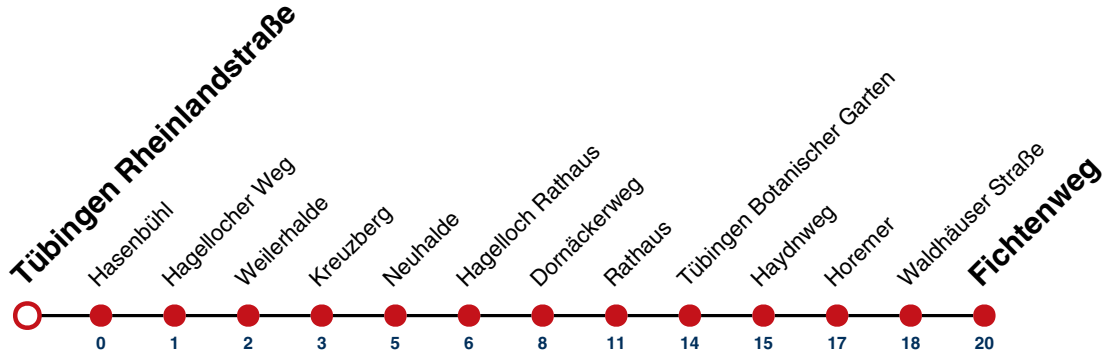 Tübingen Rheinlandstraße
Hasenbühl
Hagellocher Weg
Weilerhalde
Kreuzberg
Neuhalde
Hagelloch Rathaus
Dornäckerweg
Rathaus
Tübingen Botanischer Garten
Haydnweg
Horemer
Waldhäuser Straße
Fichtenweg
0 1 2 3 5 6 8 11 14 15 17 18 20